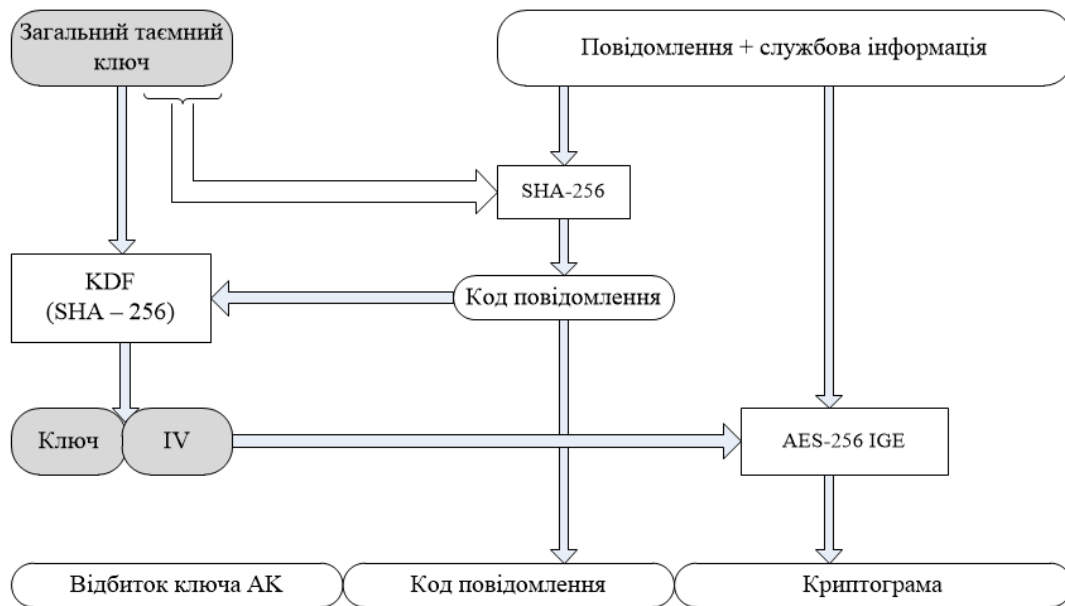 Загальний таємний
ключ
Повідомлення + службова інформація
SHA-256
KDF
(SHA – 256)
Код повідомлення
Ключ
IV
AES-256 IGE
Відбиток ключа АК
Код повідомлення
Криптограма